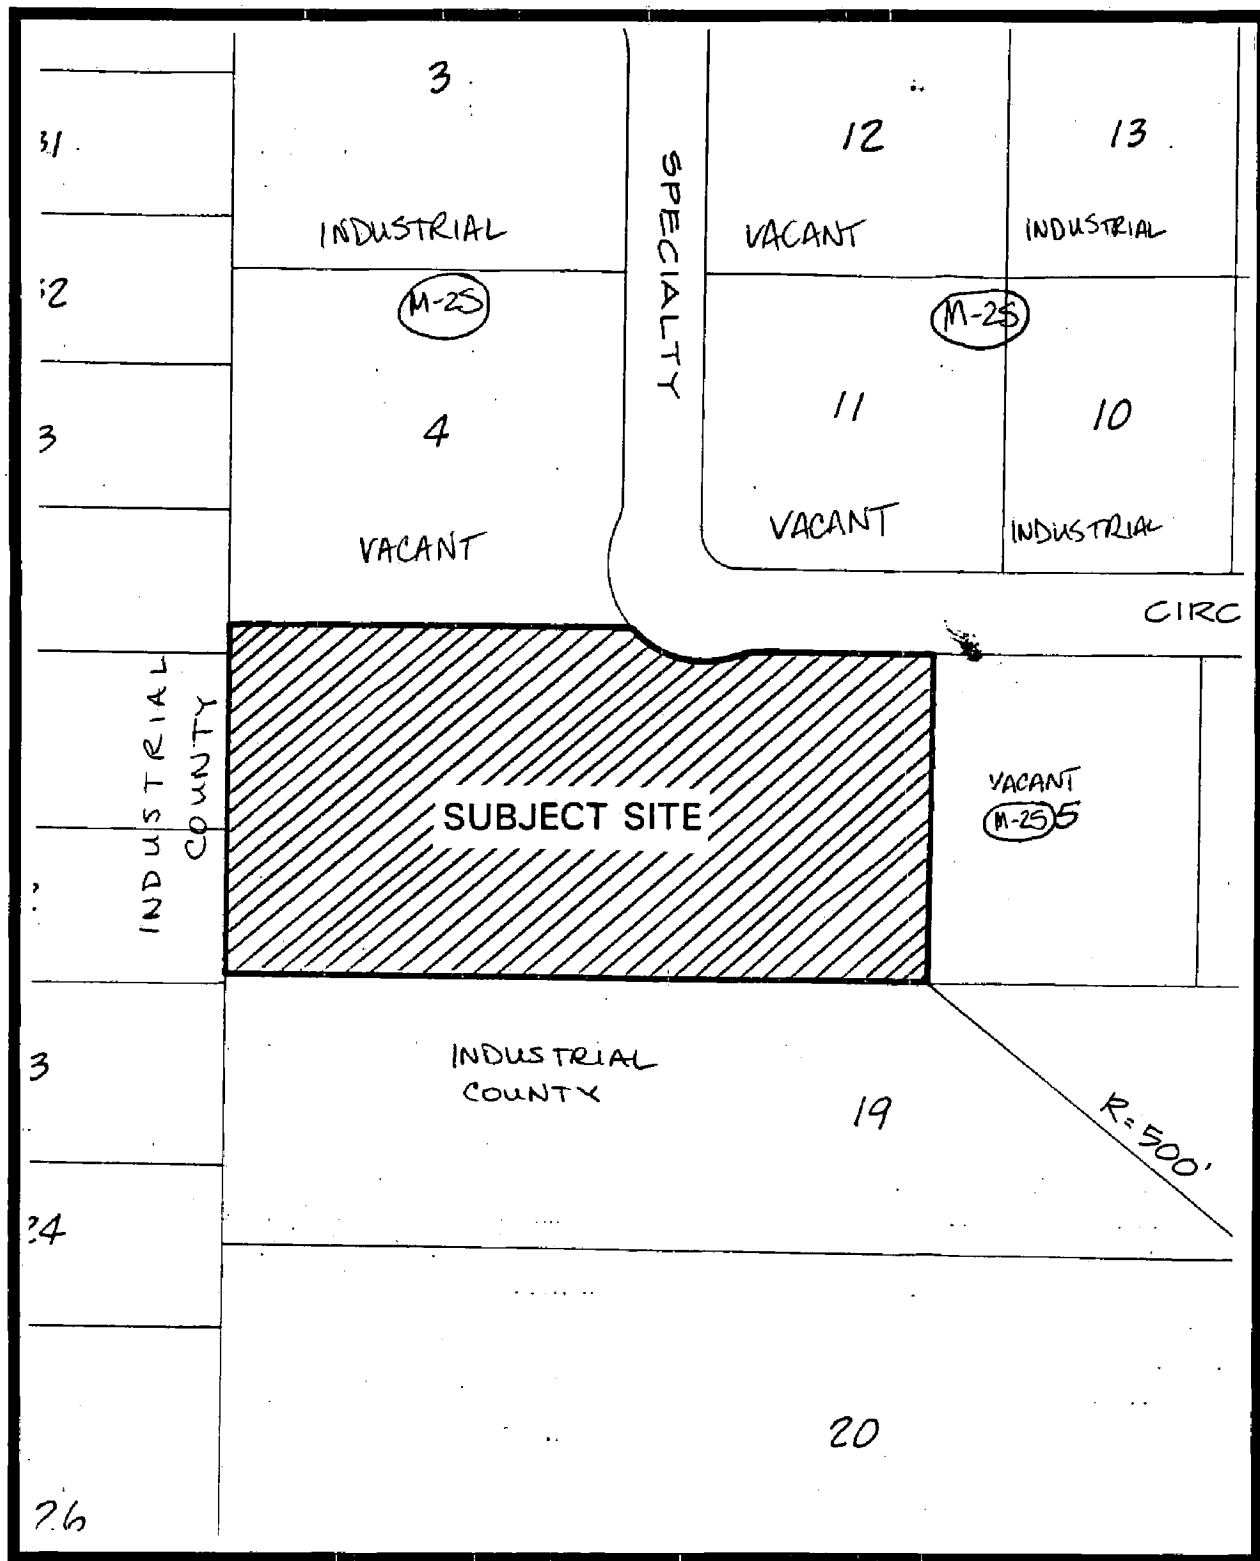 3
12
13
31
SPECIALTY
INDUSTRIAL
VACANT
INDUSTRIAL
M-2S
M-2S
3
4
11
10
VACANT
VACANT
INDUSTRIAL
CIRC
INDUSTRIAL
COUNTY
SUBJECT SITE
VACANT
M-2S
5
INDUSTRIAL
COUNTY
3
19
R=500'
24
20
26